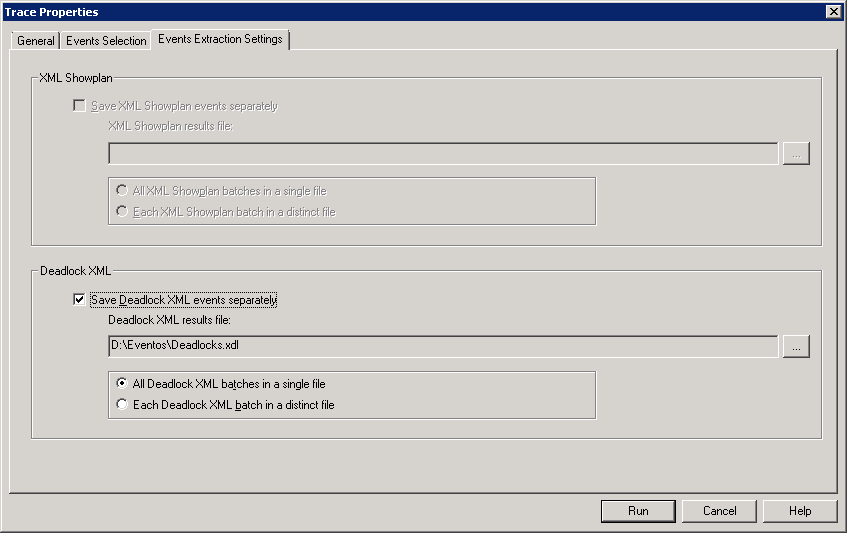 Trace Properties
General
Events Selection
Events Extraction Settings
XML Showplan
Save XML Showplan events separately
XML Showplan results file:
...
All XML Showplan batches in a single file
Each XML Showplan batch in a distinct file
Deadlock XML
Save Deadlock XML events separately
Deadlock XML results file:
D:\Eventos\Deadlocks.xdl
...
All Deadlock XML batches in a single file
Each Deadlock XML batch in a distinct file
Run
Cancel
Help